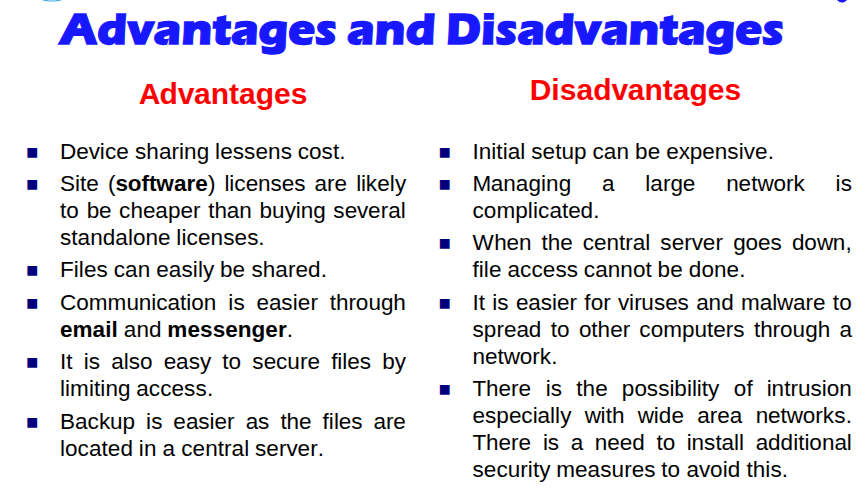 Advantages and Disadvantages
Advantages
Device sharing lessens cost.
Site (software) licenses are likely
to be cheaper than buying several
standalone licenses.
Files can easily be shared.
Communication is easier through
email and messenger.
It is also easy to secure files by
limiting access.
Backup is easier as the files are
located in a central server.
Disadvantages
Initial setup can be expensive.
Managing a large network is
complicated.
When the central server goes down,
file access cannot be done.
It is easier for viruses and malware to
spread to other computers through a
network.
There is the possibility of intrusion
especially with wide area networks.
There is a need to install additional
security measures to avoid this.